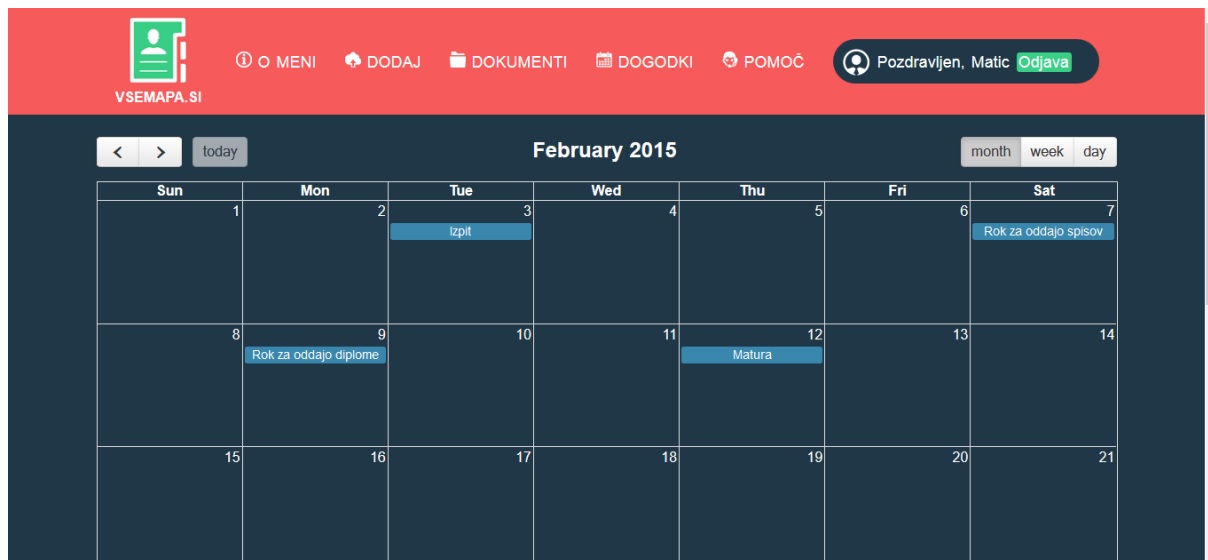 O MENI DODAJ DOKUMENTI DOGODKI POMOČ Pozdravljen, Matic Odjava
VSEMAPA.SI
< > today February 2015 month week day
Sun Mon Tue Wed Thu Fri Sat
1 2 3 4 5 6 7
Izpit Rok za oddajo spisov
8 9 10 11 12 13 14
Rok za oddajo diplome Matura
15 16 17 18 19 20 21